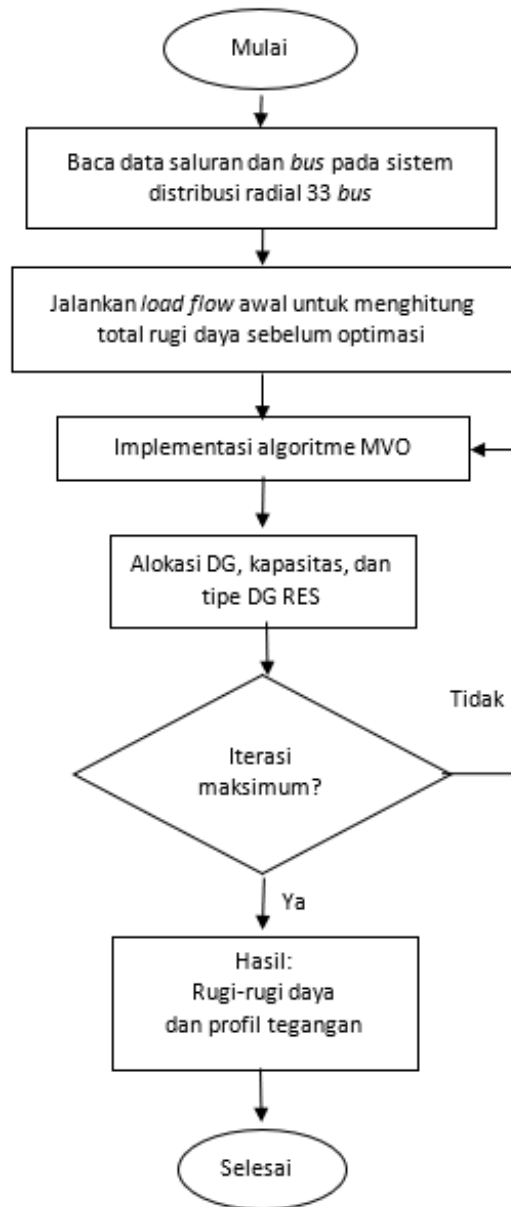 Mulai
Baca data saluran dan bus pada sistem
distribusi radial 33 bus
Jalankan load flow awal untuk menghitung
total rugi daya sebelum optimasi
Implementasi algoritme MVO
Alokasi DG, kapasitas, dan
tipe DG RES
Tidak
Iterasi
maksimum?
Ya
Hasil:
Rugi-rugi daya
dan profil tegangan
Selesai